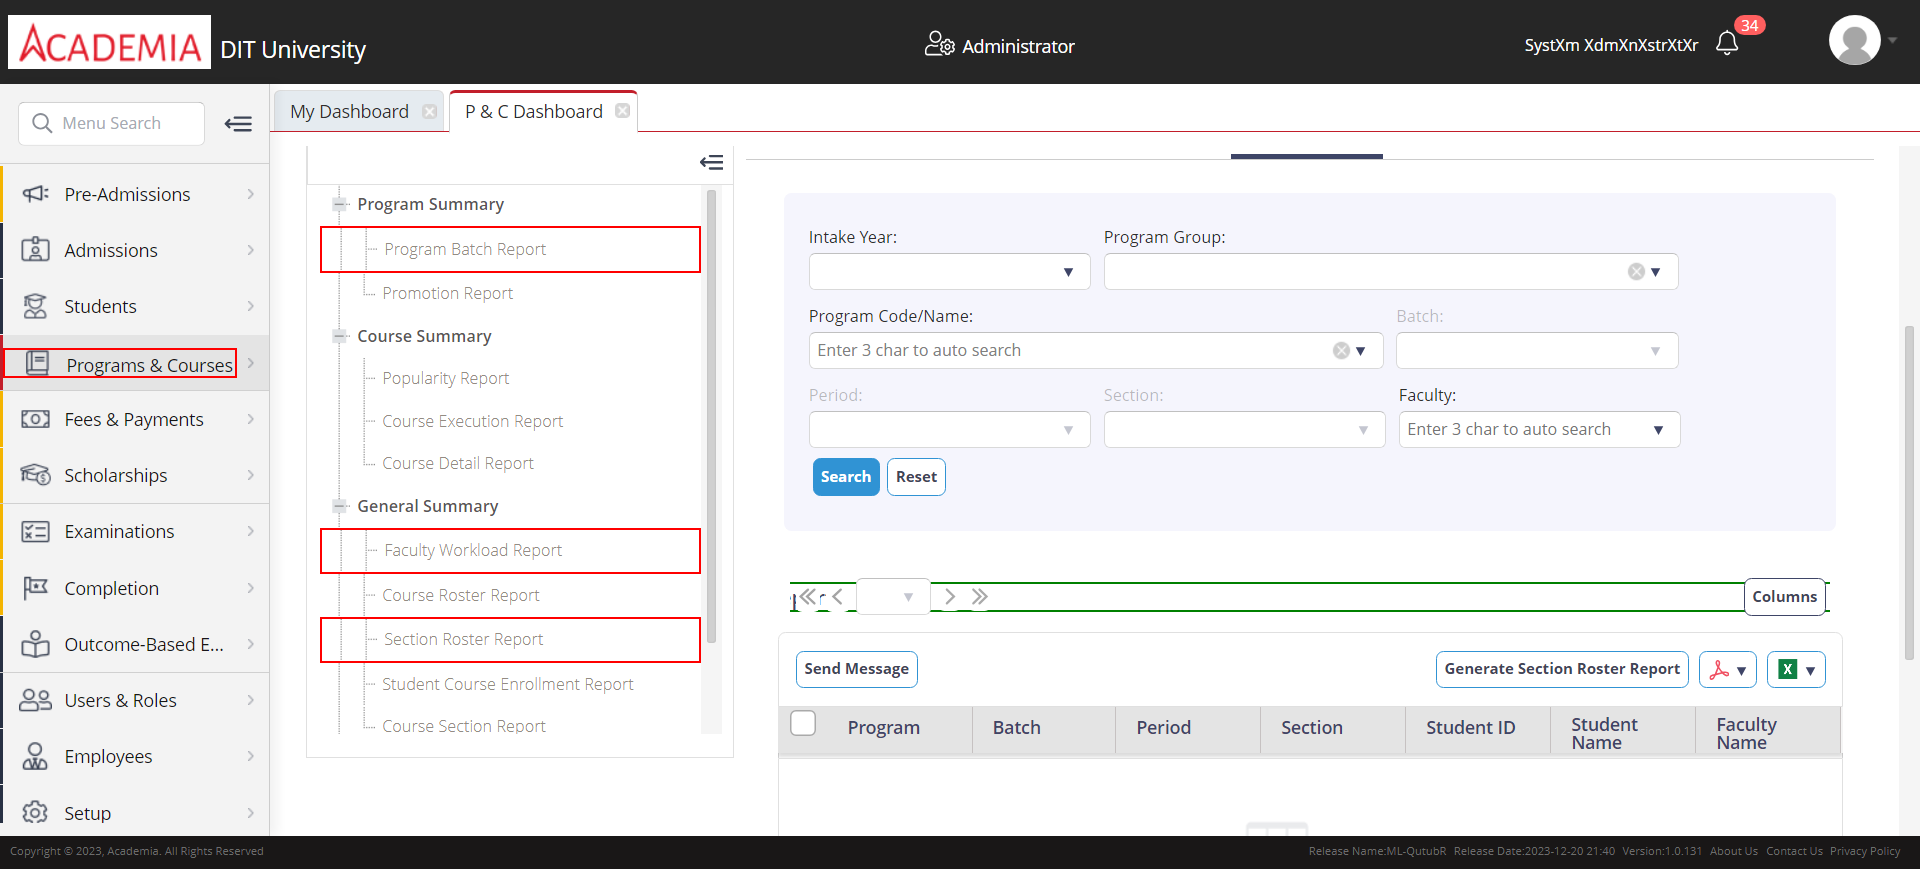 ACADEMIA DIT University
Administrator
SystXm XdmXnXstrXtXr
34
Menu Search
My Dashboard
P & C Dashboard
Pre-Admissions
Admissions
Students
Programs & Courses
Fees & Payments
Scholarships
Examinations
Completion
Outcome-Based E...
Users & Roles
Employees
Setup
Program Summary
Program Batch Report
Promotion Report
Course Summary
Popularity Report
Course Execution Report
Course Detail Report
General Summary
Faculty Workload Report
Course Roster Report
Section Roster Report
Student Course Enrollment Report
Course Section Report
Intake Year:
Program Group:
Program Code/Name:
Batch:
Enter 3 char to auto search
Period:
Section:
Faculty:
Enter 3 char to auto search
Search
Reset
Columns
Send Message
Generate Section Roster Report
Program
Batch
Period
Section
Student ID
Student Name
Faculty Name
Copyright © 2023, Academia. All Rights Reserved
Release Name:ML-QutubR Release Date:2023-12-20 21:40 Version:1.0.131 About Us Contact Us Privacy Policy